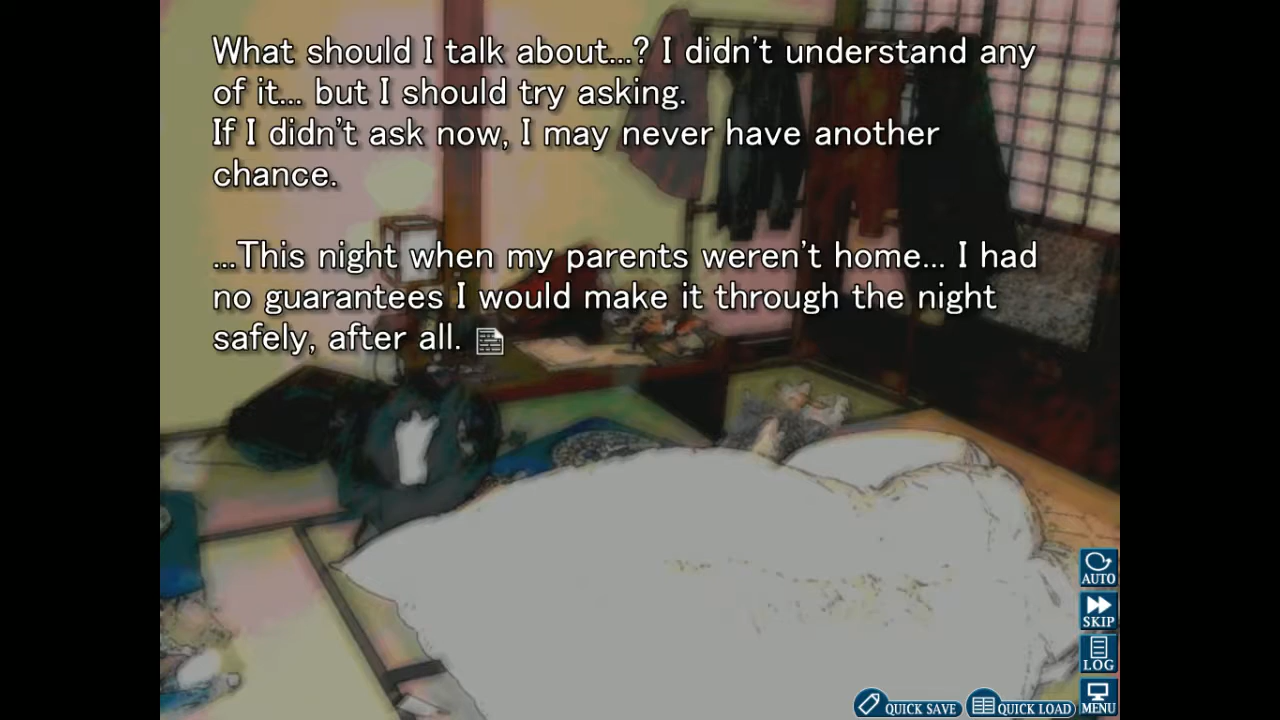 What should I talk about...? I didn't understand any
of it... but I should try asking.
If I didn't ask now, I may never have another
chance.
...This night when my parents weren't home... I had
no guarantees I would make it through the night
safely, after all.
AUTO
SKIP
LOG
MENU
QUICK SAVE
QUICK LOAD